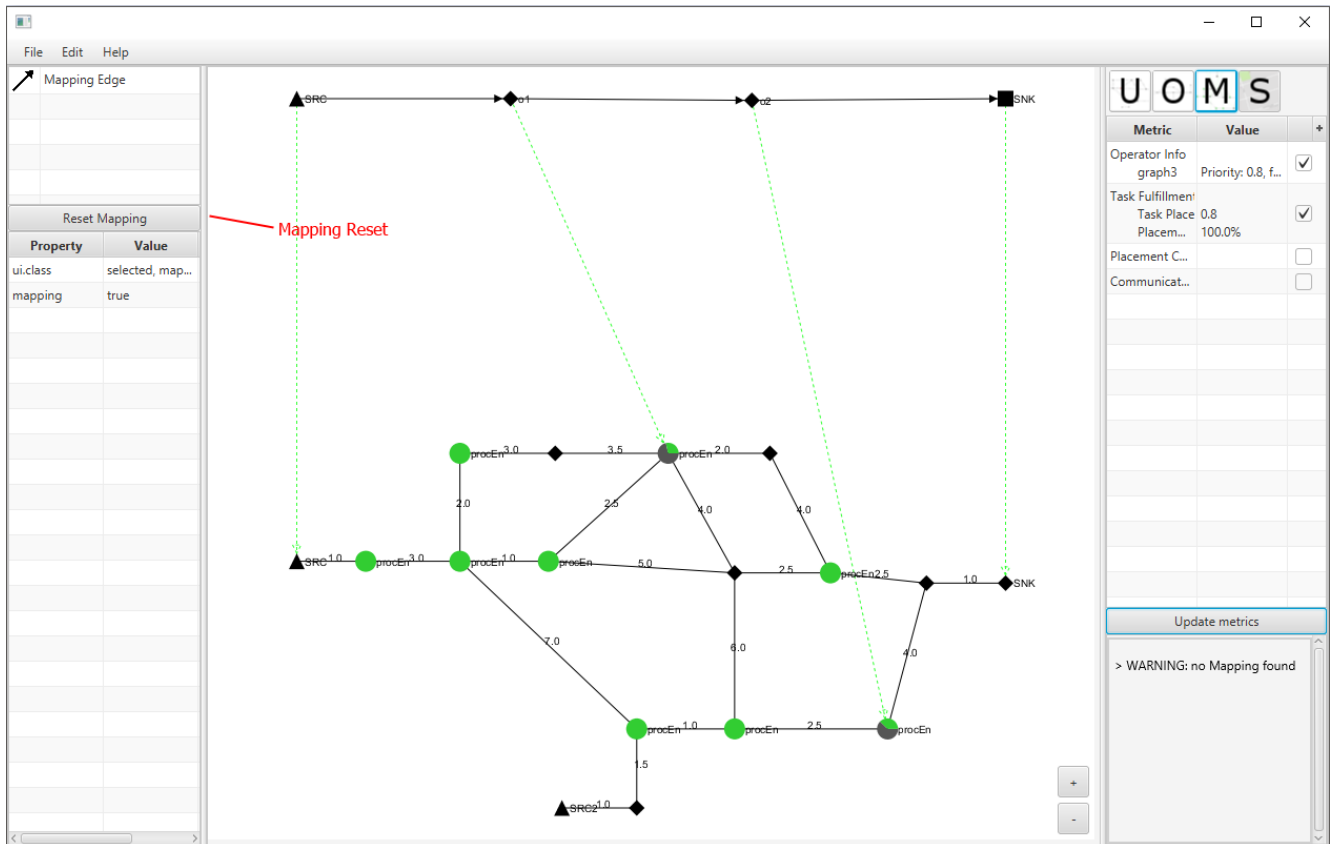 File Edit Help
Mapping Edge
Reset Mapping
Property Value
ui.class selected, map...
mapping true
Mapping Reset
SRC o1 o2 SNK
procEn 3.0 3.5 procEn 2.0
2.0 2.5 4.0 4.0
SRC 1.0 procEn 3.0 procEn 1.0 procEn 5.0 2.5 procEn 2.5 1.0 SNK
7.0 6.0 4.0
procEn 1.0 procEn 2.5 procEn
1.5
SRC2 1.0
+
-
U O M S
Metric Value +
Operator Info
graph3 Priority: 0.8, f...
Task Fulfillment
Task Place 0.8
Placem... 100.0%
Placement C...
Communicat...
Update metrics
> WARNING: no Mapping found